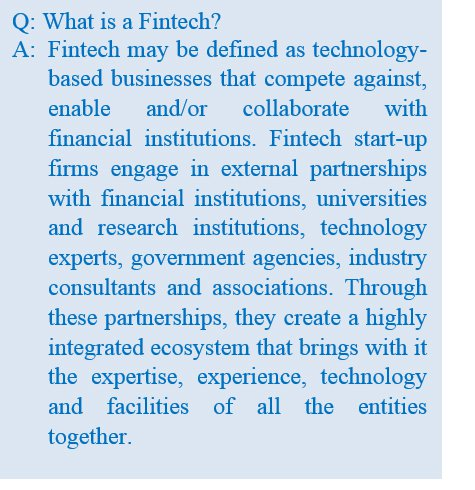 Q: What is a Fintech?
A: Fintech may be defined as technology-
based businesses that compete against,
enable and/or collaborate with
financial institutions. Fintech start-up
firms engage in external partnerships
with financial institutions, universities
and research institutions, technology
experts, government agencies, industry
consultants and associations. Through
these partnerships, they create a highly
integrated ecosystem that brings with it
the expertise, experience, technology
and facilities of all the entities
together.